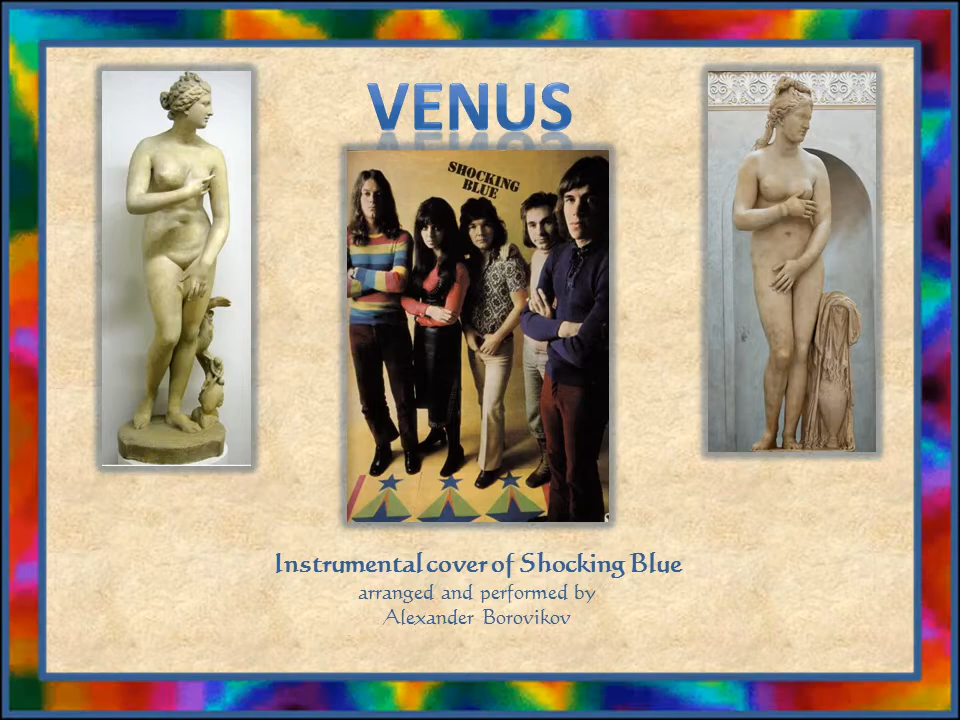 VENUS
SHOCKING
BLUE
Instrumental cover of Shocking Blue
arranged and performed by
Alexander Borovikov